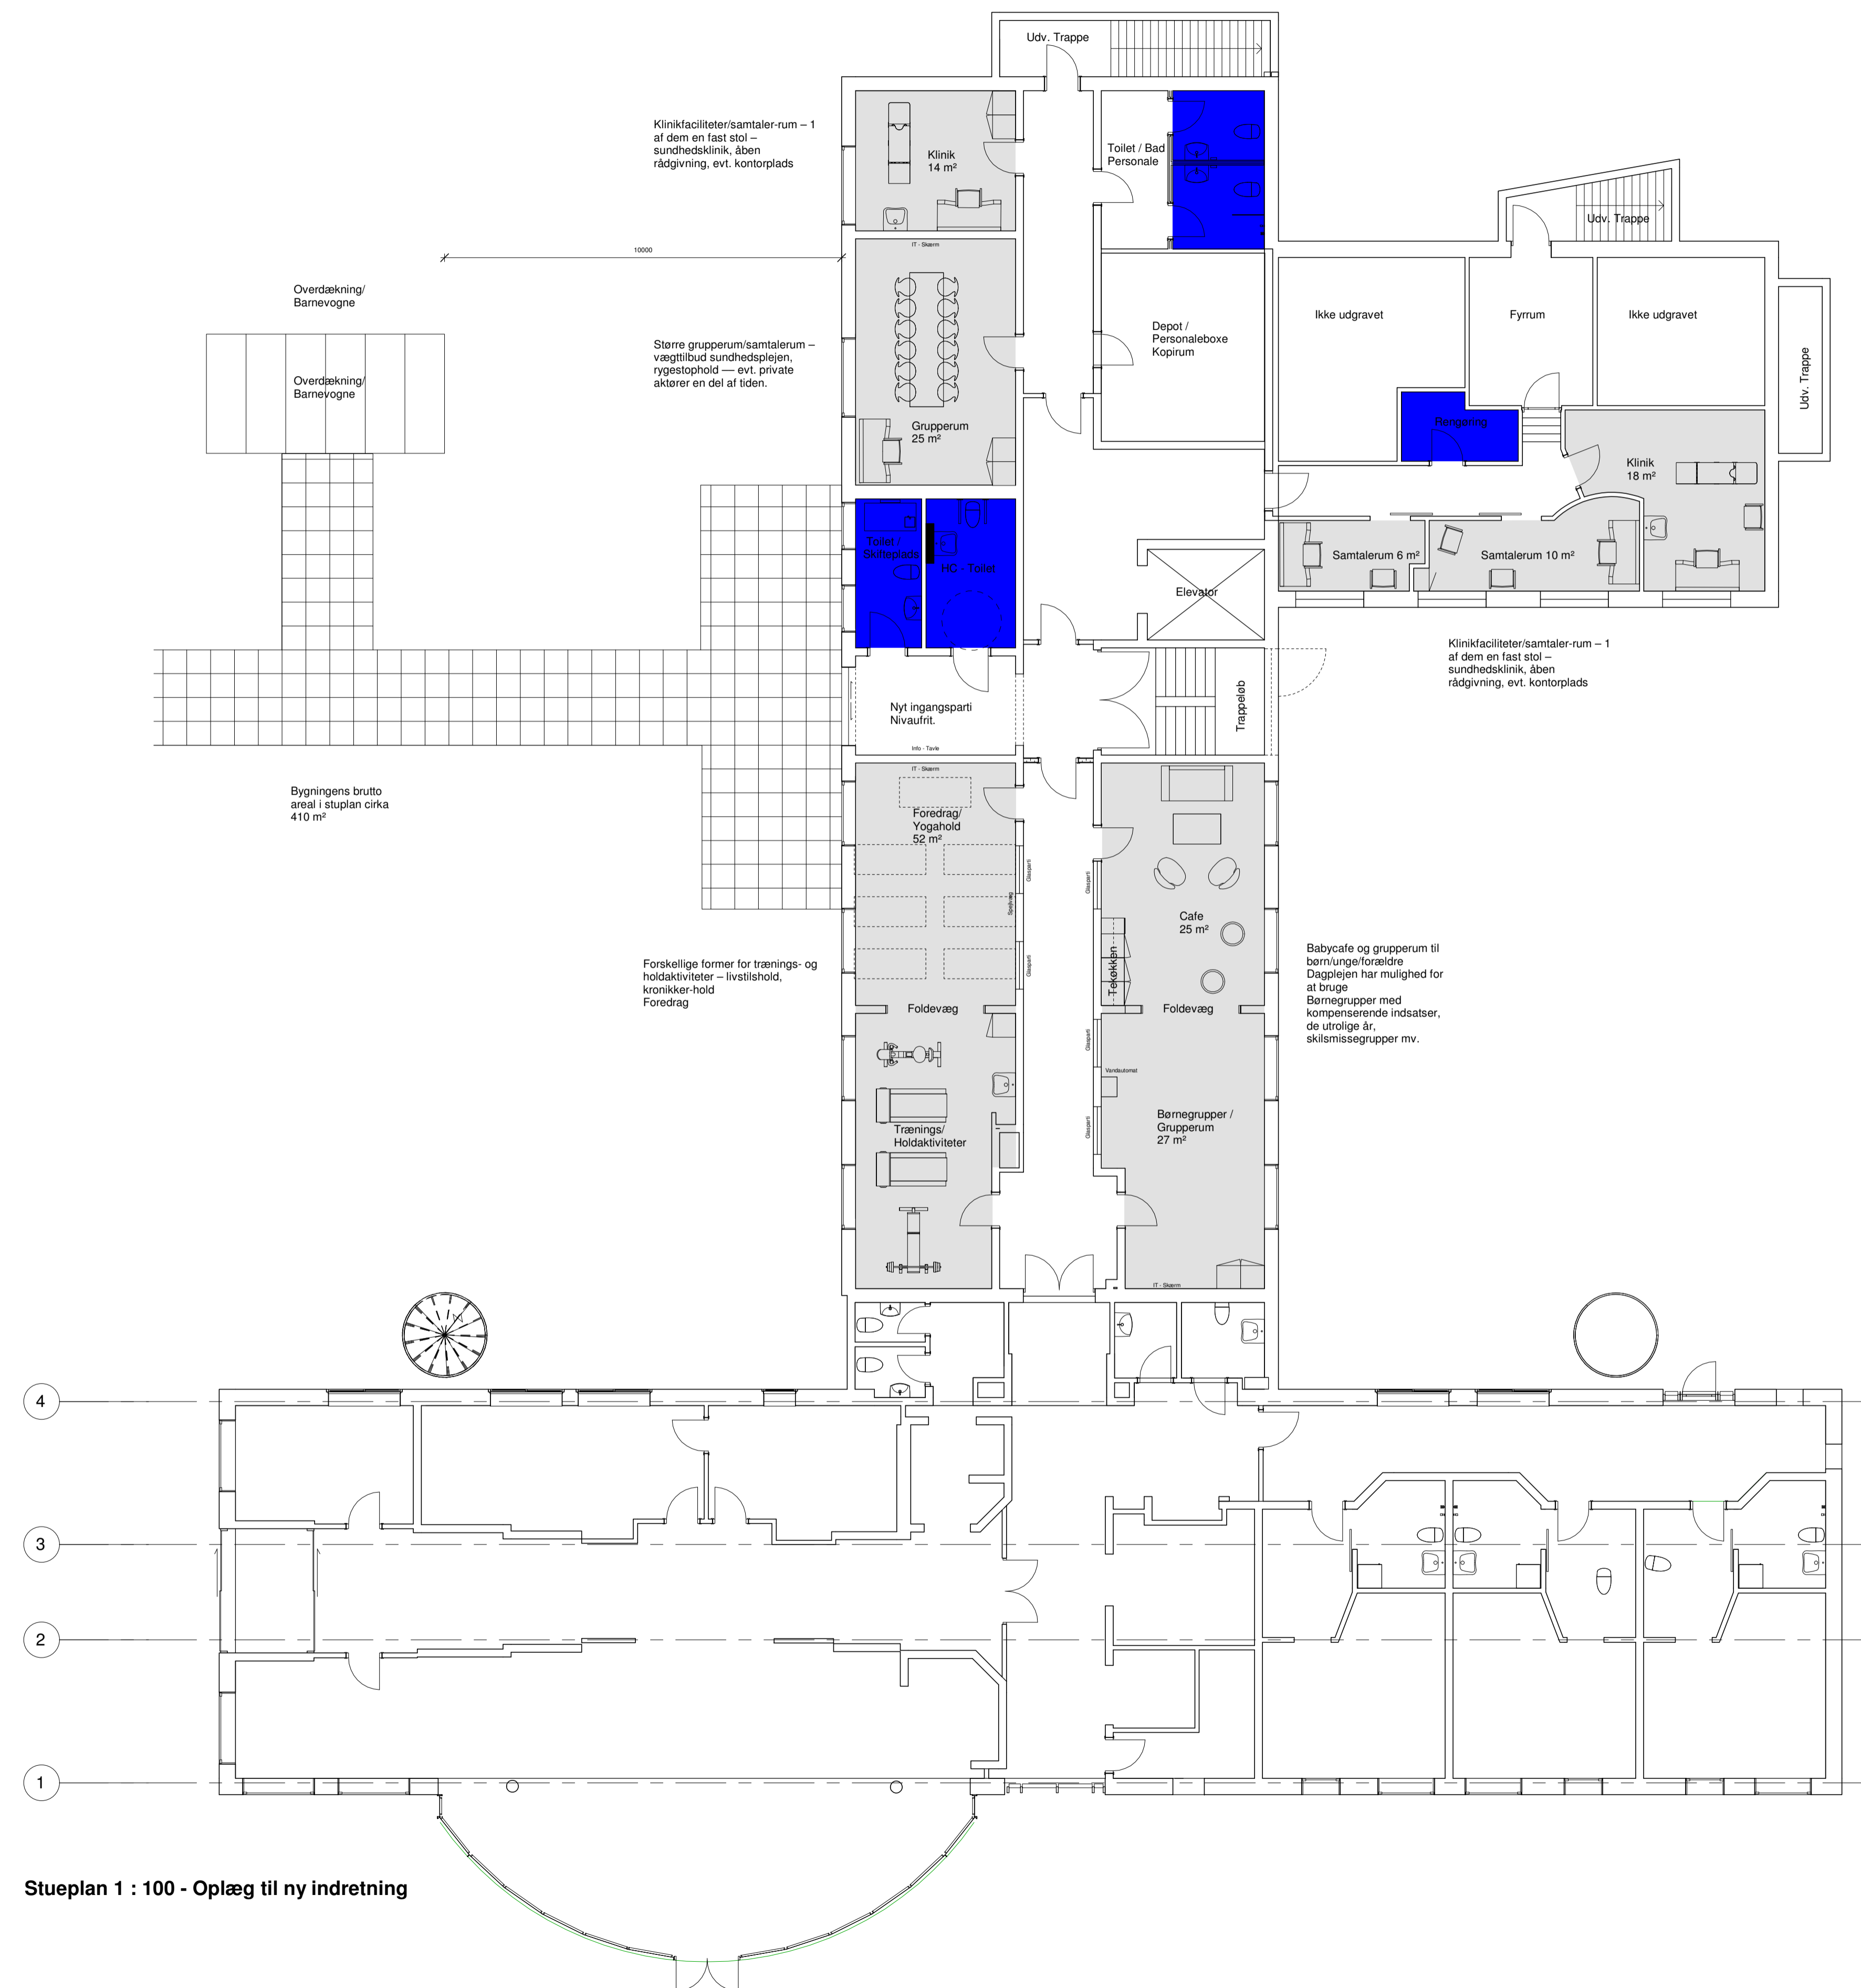 Udv. Trappe
Klinikfaciliteter/samtaler-rum – 1
af dem en fast stol –
sundhedsklinik, åben
rådgivning, evt. kontorplads
Klinik
14 m²
Toilet / Bad
Personale
Udv. Trappe
IT - Skærm
10000
Overdækning/
Barnevogne
Ikke udgravet
Fyrrum
Ikke udgravet
Depot /
Personaleboxe
Kopirum
Større grupperum/samtalerum –
vægttilbud sundhedsplejen,
rygestophold –– evt. private
aktører en del af tiden.
Overdækning/
Barnevogne
Udv. Trappe
Grupperum
25 m²
Rengøring
Klinik
18 m²
Toilet /
Skifteplads
HC - Toilet
Samtalerum 6 m²
Samtalerum 10 m²
Elevator
Klinikfaciliteter/samtaler-rum – 1
af dem en fast stol –
sundhedsklinik, åben
rådgivning, evt. kontorplads
Nyt ingangsparti
Nivaufrit.
Trappeløb
Info - Tavle
IT - Skærm
Bygningens brutto
areal i stuplan cirka
410 m²
Foredrag/
Yogahold
52 m²
Glasparti
Glasparti
Spejlvæg
Cafe
25 m²
Glasparti
Tekøkken
Babycafe og grupperum til
børn/unge/forældre
Dagplejen har mulighed for
at bruge
Børnegrupper med
kompenserende indsatser,
de utrolige år,
skilsmissegrupper mv.
Forskellige former for trænings- og
holdaktiviteter – livstilshold,
kronikker-hold
Foredrag
Foldevæg
Foldevæg
Glasparti
Vandautomat
Børnegrupper /
Grupperum
27 m²
Glasparti
Trænings/
Holdaktiviteter
IT - Skærm
4
3
2
1
Stueplan 1 : 100 - Oplæg til ny indretning